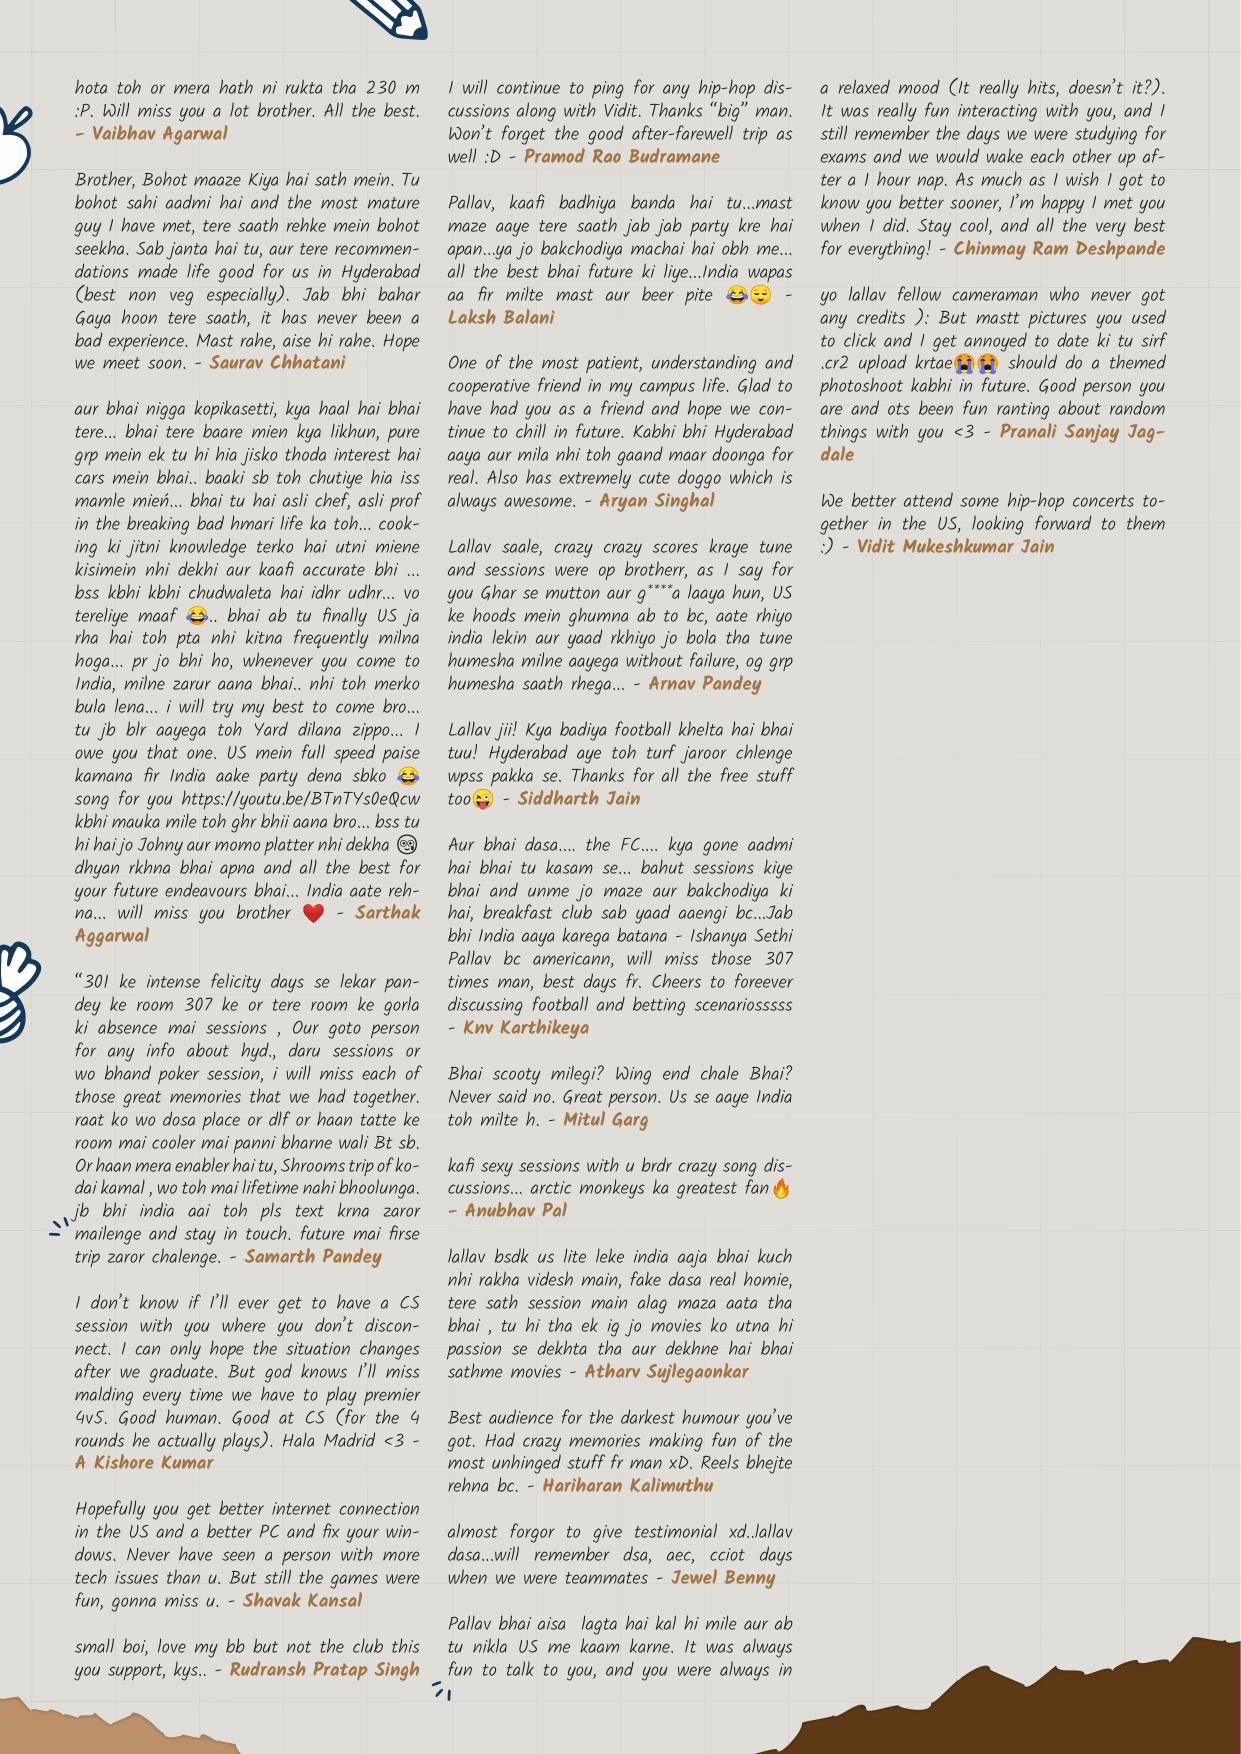 hota toh or mera hath ni rukta tha 230 m
:P. Will miss you a lot brother. All the best.
- Vaibhav Agarwal
Brother, Bohot maaze Kiya hai sath mein. Tu
bohot sahi aadmi hai and the most mature
guy I have met, tere saath rehke mein bohot
seekha. Sab janta hai tu, aur tere recommen-
dations made life good for us in Hyderabad
(best non veg especially). Jab bhi bahar
Gaya hoon tere saath, it has never been a
bad experience. Mast rahe, aise hi rahe. Hope
we meet soon. - Saurav Chhatani
aur bhai nigga kopikasetti, kya haal hai bhai
tere... bhai tere baare mien kya likhun, pure
grp mein ek tu hi hia jisko thoda interest hai
cars mein bhai.. baaki sb toh chutiye hia iss
mamle mień... bhai tu hai asli chef, asli prof
in the breaking bad hmari life ka toh... cook-
ing ki jitni knowledge terko hai utni miene
kisimein nhi dekhi aur kaafi accurate bhi ...
bss kbhi kbhi chudwaleta hai idhr udhr... vo
tereliye maaf 😂.. bhai ab tu finally US ja
rha hai toh pta nhi kitna frequently milna
hoga... pr jo bhi ho, whenever you come to
India, milne zarur aana bhai.. nhi toh merko
bula lena... i will try my best to come bro...
tu jb blr aayega toh Yard dilana zippo... I
owe you that one. US mein full speed paise
kamana fir India aake party dena sbko 😂
song for you https://youtu.be/BTnTYs0eQcw
kbhi mauka mile toh ghr bhii aana bro... bss tu
hi hai jo Johny aur momo platter nhi dekha
dhyan rkhna bhai apna and all the best for
your future endeavours bhai... India aate reh-
na... will miss you brother ❤️ - Sarthak
Aggarwal
“301 ke intense felicity days se lekar pan-
dey ke room 307 ke or tere room ke gorla
ki absence mai sessions , Our goto person
for any info about hyd., daru sessions or
wo bhand poker session, i will miss each of
those great memories that we had together.
raat ko wo dosa place or dlf or haan tatte ke
room mai cooler mai panni bharne wali Bt sb.
Or haan mera enabler hai tu, Shrooms trip of ko-
dai kamal , wo toh mai lifetime nahi bhoolunga.
jb bhi india aai toh pls text krna zaror
mailenge and stay in touch. future mai firse
trip zaror chalenge. - Samarth Pandey
I don’t know if I’ll ever get to have a CS
session with you where you don’t discon-
nect. I can only hope the situation changes
after we graduate. But god knows I’ll miss
malding every time we have to play premier
4v5. Good human. Good at CS (for the 4
rounds he actually plays). Hala Madrid <3 -
A Kishore Kumar
Hopefully you get better internet connection
in the US and a better PC and fix your win-
dows. Never have seen a person with more
tech issues than u. But still the games were
fun, gonna miss u. - Shavak Kansal
small boi, love my bb but not the club this
you support, kys.. - Rudransh Pratap Singh
I will continue to ping for any hip-hop dis-
cussions along with Vidit. Thanks “big” man.
Won’t forget the good after-farewell trip as
well :D - Pramod Rao Budramane
Pallav, kaafi badhiya banda hai tu...mast
maze aaye tere saath jab jab party kre hai
apan...ya jo bakchodiya machai hai obh me...
all the best bhai future ki liye...India wapas
aa fir milte mast aur beer pite 😂😌 -
Laksh Balani
One of the most patient, understanding and
cooperative friend in my campus life. Glad to
have had you as a friend and hope we con-
tinue to chill in future. Kabhi bhi Hyderabad
aaya aur mila nhi toh gaand maar doonga for
real. Also has extremely cute doggo which is
always awesome. - Aryan Singhal
Lallav saale, crazy crazy scores kraye tune
and sessions were op brotherr, as I say for
you Ghar se mutton aur g****a laaya hun, US
ke hoods mein ghumna ab to bc, aate rhiyo
india lekin aur yaad rkhiyo jo bola tha tune
humesha milne aayega without failure, og grp
humesha saath rhega... - Arnav Pandey
Lallav jii! Kya badiya football khelta hai bhai
tuu! Hyderabad aye toh turf jaroor chlenge
wpss pakka se. Thanks for all the free stuff
too😜 - Siddharth Jain
Aur bhai dasa.... the FC.... kya gone aadmi
hai bhai tu kasam se... bahut sessions kiye
bhai and unme jo maze aur bakchodiya ki
hai, breakfast club sab yaad aaengi bc...Jab
bhi India aaya karega batana - Ishanya Sethi
Pallav bc americann, will miss those 307
times man, best days fr. Cheers to foreever
discussing football and betting scenariosssss
- Knv Karthikeya
Bhai scooty milegi? Wing end chale Bhai?
Never said no. Great person. Us se aaye India
toh milte h. - Mitul Garg
kafi sexy sessions with u brdr crazy song dis-
cussions... arctic monkeys ka greatest fan🔥
- Anubhav Pal
lallav bsdk us lite leke india aaja bhai kuch
nhi rakha videsh main, fake dasa real homie,
tere sath session main alag maza aata tha
bhai , tu hi tha ek ig jo movies ko utna hi
passion se dekhta tha aur dekhne hai bhai
sathme movies - Atharv Sujlegaonkar
Best audience for the darkest humour you’ve
got. Had crazy memories making fun of the
most unhinged stuff fr man xD. Reels bhejte
rehna bc. - Hariharan Kalimuthu
almost forgor to give testimonial xd..lallav
dasa...will remember dsa, aec, cciot days
when we were teammates - Jewel Benny
Pallav bhai aisa lagta hai kal hi mile aur ab
tu nikla US me kaam karne. It was always
fun to talk to you, and you were always in
a relaxed mood (It really hits, doesn’t it?).
It was really fun interacting with you, and I
still remember the days we were studying for
exams and we would wake each other up af-
ter a 1 hour nap. As much as I wish I got to
know you better sooner, I’m happy I met you
when I did. Stay cool, and all the very best
for everything! - Chinmay Ram Deshpande
yo lallav fellow cameraman who never got
any credits ): But mastt pictures you used
to click and I get annoyed to date ki tu sirf
.cr2 upload krtae😭😭 should do a themed
photoshoot kabhi in future. Good person you
are and ots been fun ranting about random
things with you <3 - Pranali Sanjay Jag-
dale
We better attend some hip-hop concerts to-
gether in the US, looking forward to them
:) - Vidit Mukeshkumar Jain